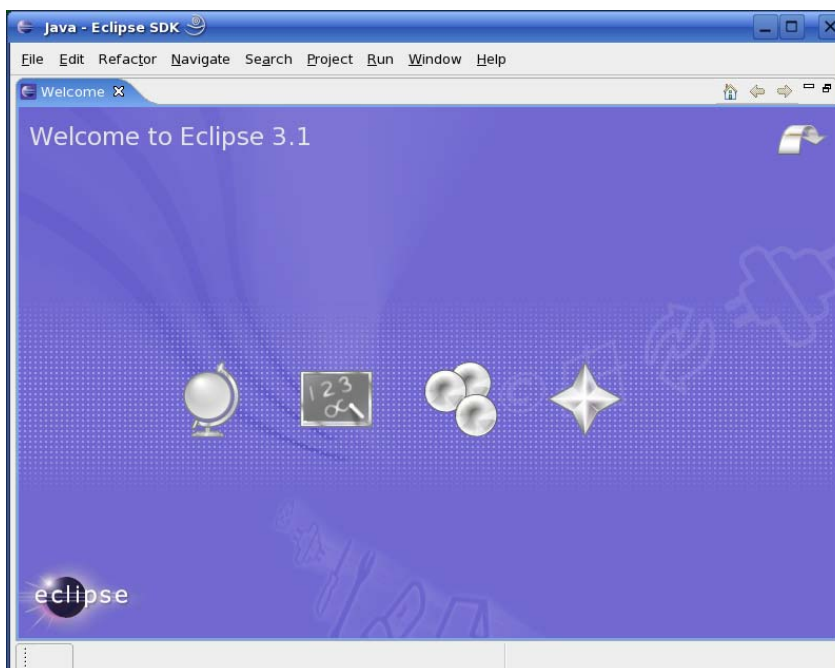 Java - Eclipse SDK
File Edit Refactor Navigate Search Project Run Window Help
Welcome
Welcome to Eclipse 3.1
123
eclipse